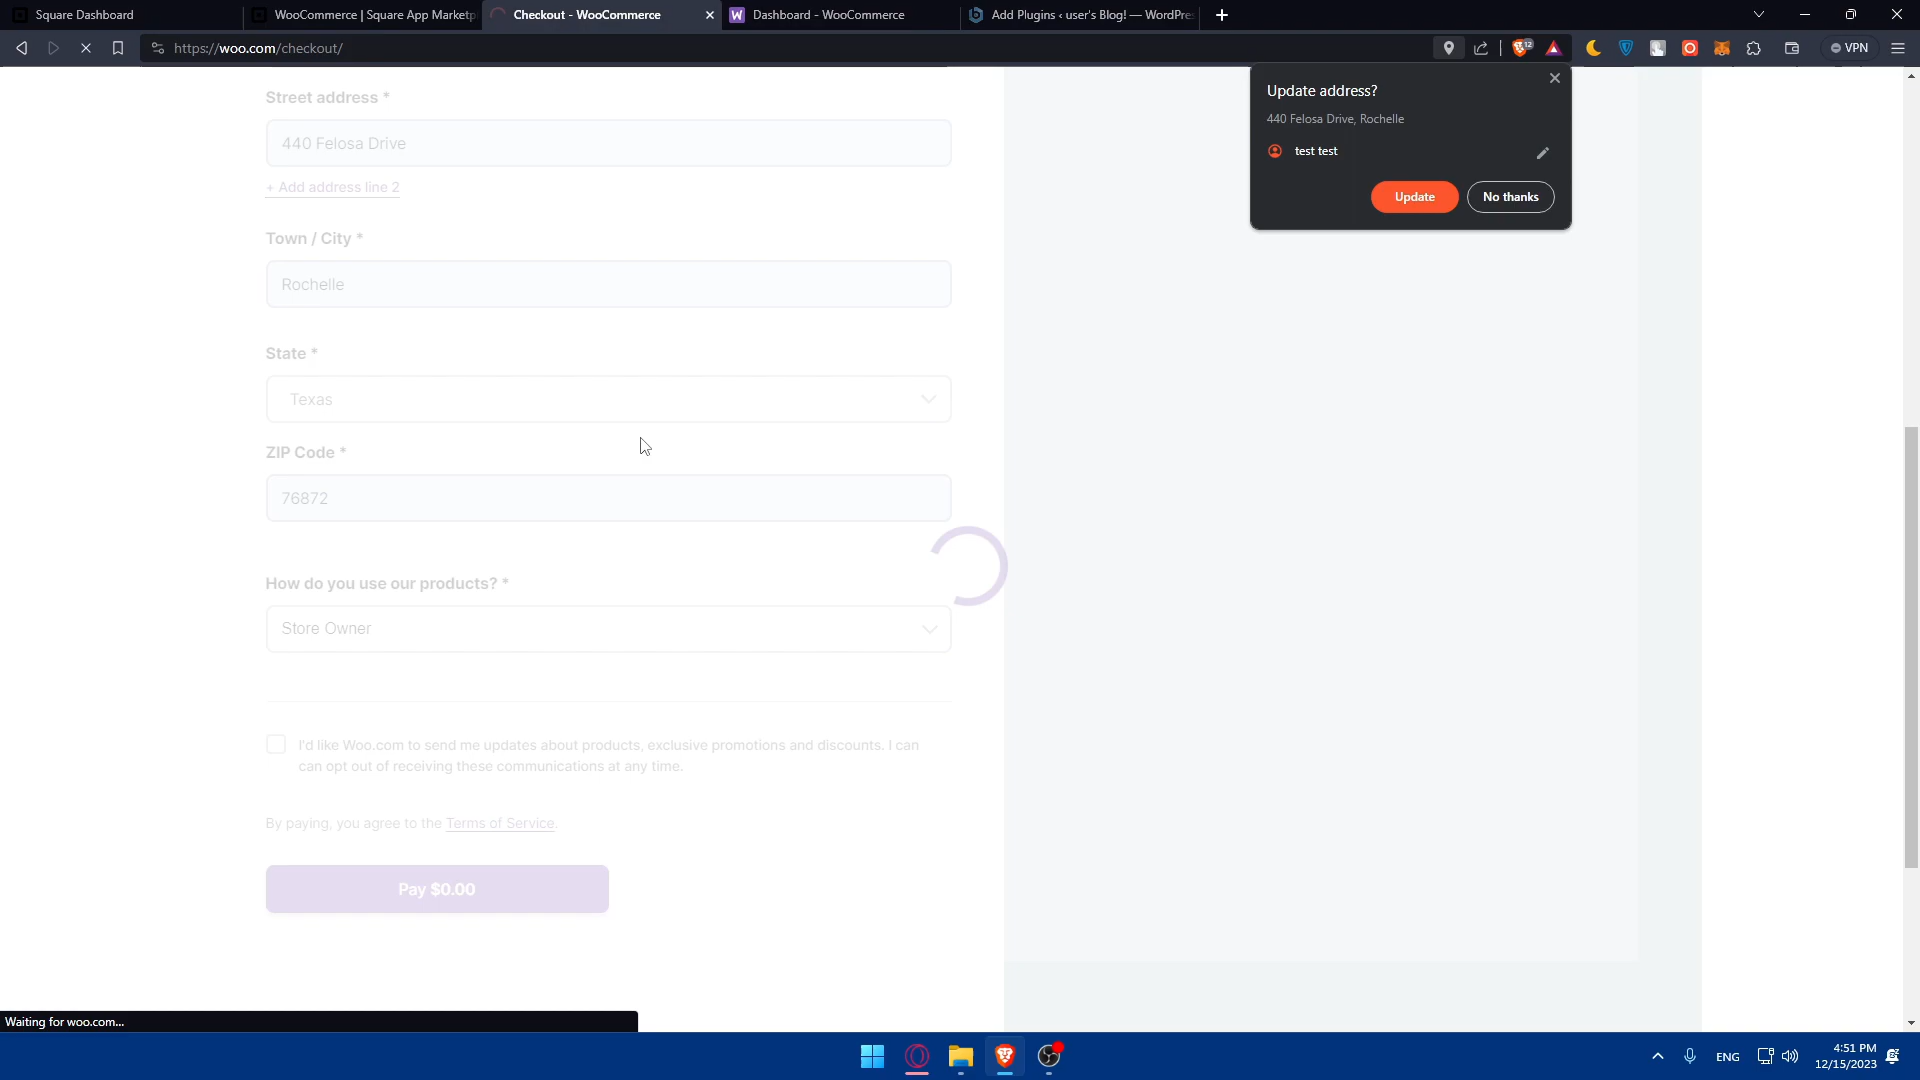 Square Dashboard
WooCommerce | Square App Marketp
Checkout - WooCommerce
Dashboard - WooCommerce
Add Plugins ‹ user's Blog! — WordPre
https://woo.com/checkout/
12
VPN
Update address?
440 Felosa Drive, Rochelle
test test
Update
No thanks
Street address *
440 Felosa Drive
+ Add address line 2
Town / City *
Rochelle
State *
Texas
ZIP Code *
76872
How do you use our products? *
Store Owner
I'd like Woo.com to send me updates about products, exclusive promotions and discounts. I can
can opt out of receiving these communications at any time.
By paying, you agree to the Terms of Service.
Pay $0.00
Waiting for woo.com...
ENG
4:51 PM
12/15/2023